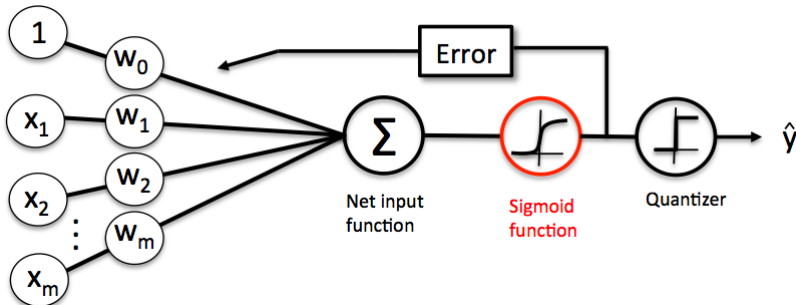 1
w0
Error
x1
w1
Σ
ŷ
x2
w2
Net input
function
Sigmoid
function
Quantizer
⋮
wm
xm